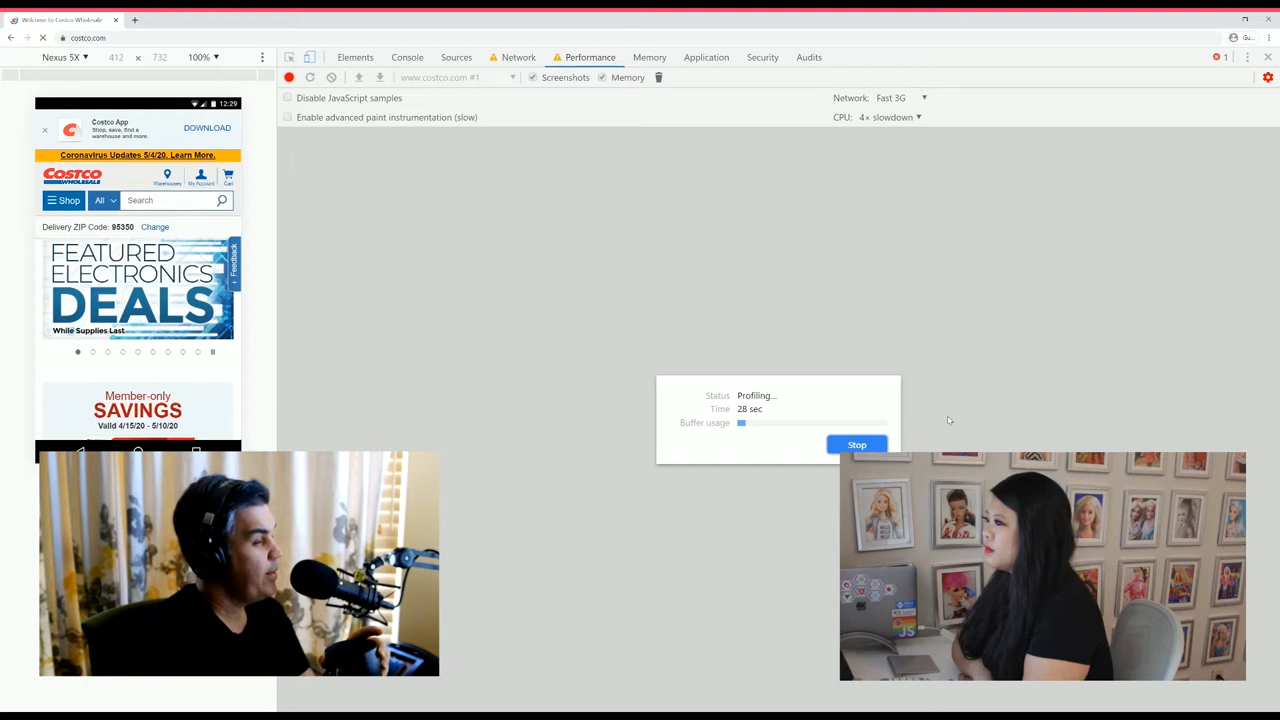 Welcome to Costco Wholesale
costco.com
Gu...
Nexus 5X 412 × 732 100%
Elements Console Sources Network Performance Memory Application Security Audits 1
www.costco.com #1 Screenshots Memory
Disable JavaScript samples Network: Fast 3G
Enable advanced paint instrumentation (slow) CPU: 4× slowdown
12:29
Costco App
Shop, save, find a
warehouse and more.
DOWNLOAD
Coronavirus Updates 5/4/20. Learn More.
COSTCO
WHOLESALE
Warehouses My Account Cart
Shop All Search
Delivery ZIP Code: 95350 Change
FEATURED
ELECTRONICS
DEALS
While Supplies Last
Feedback
Member-only
SAVINGS
Valid 4/15/20 - 5/10/20
Status Profiling...
Time 28 sec
Buffer usage
Stop
JS